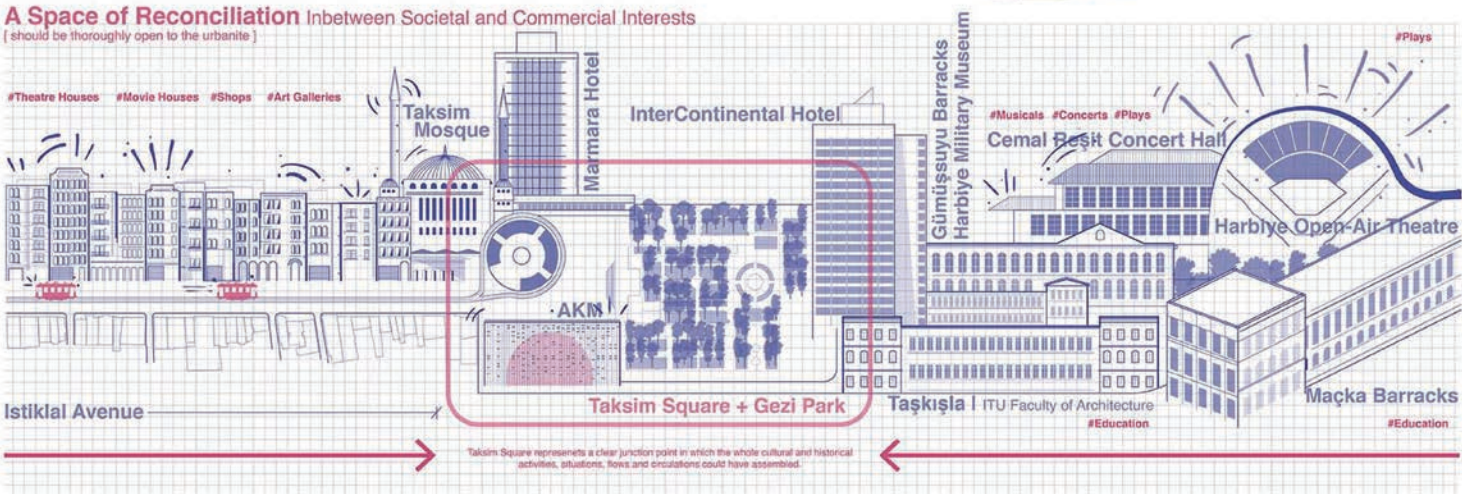 A Space of Reconciliation Inbetween Societal and Commercial Interests
[ should be thoroughly open to the urbanite ]
#Theatre Houses #Movie Houses #Shops #Art Galleries
Taksim
Mosque
Marmara Hotel
InterContinental Hotel
Gümüşsuyu Barracks
Harbiye Military Museum
#Musicals #Concerts #Plays
Cemal Reşit Concert Hall
#Plays
Harbiye Open-Air Theatre
AKM
Istiklal Avenue
Taksim Square + Gezi Park
Taşkışla | ITU Faculty of Architecture
#Education
Maçka Barracks
#Education
Taksim Square represenets a clear junction point in which the whole cultural and historical
activities, situations, flows and circulations could have assembled.